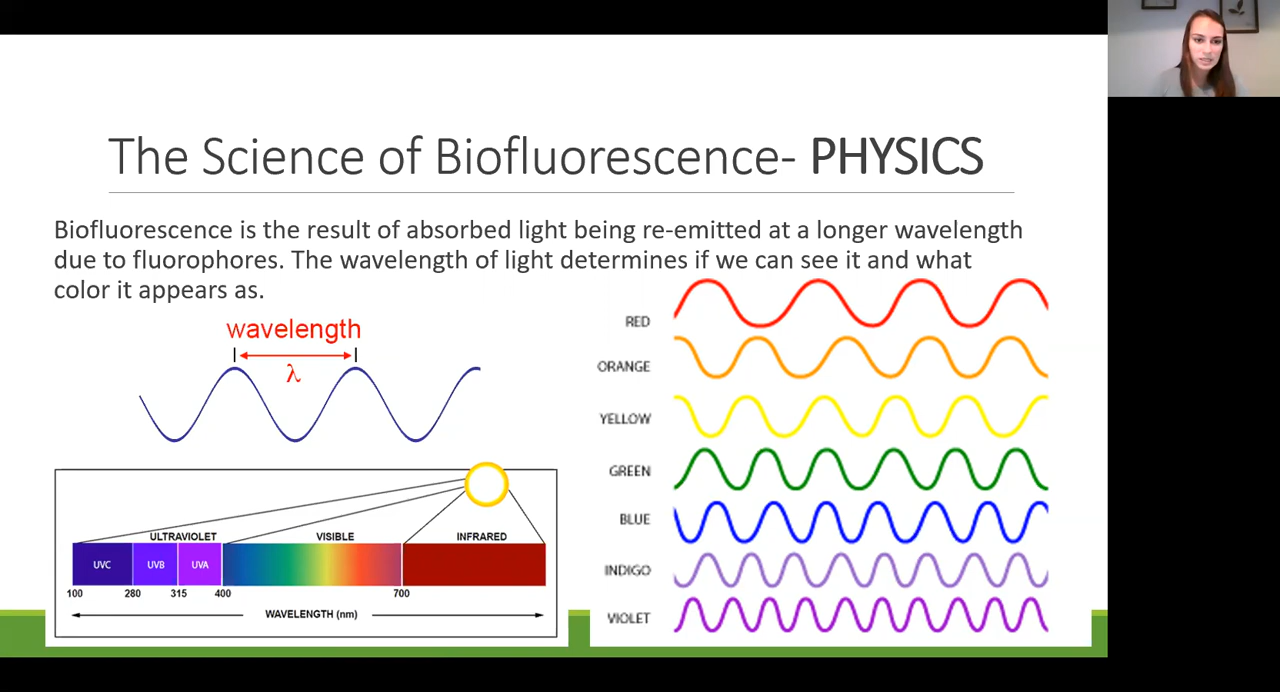 The Science of Biofluorescence- PHYSICS
Biofluorescence is the result of absorbed light being re-emitted at a longer wavelength
due to fluorophores. The wavelength of light determines if we can see it and what
color it appears as.
wavelength
λ
ULTRAVIOLET VISIBLE INFRARED
UVC UVB UVA
100 280 315 400 700
WAVELENGTH (nm)
RED
ORANGE
YELLOW
GREEN
BLUE
INDIGO
VIOLET